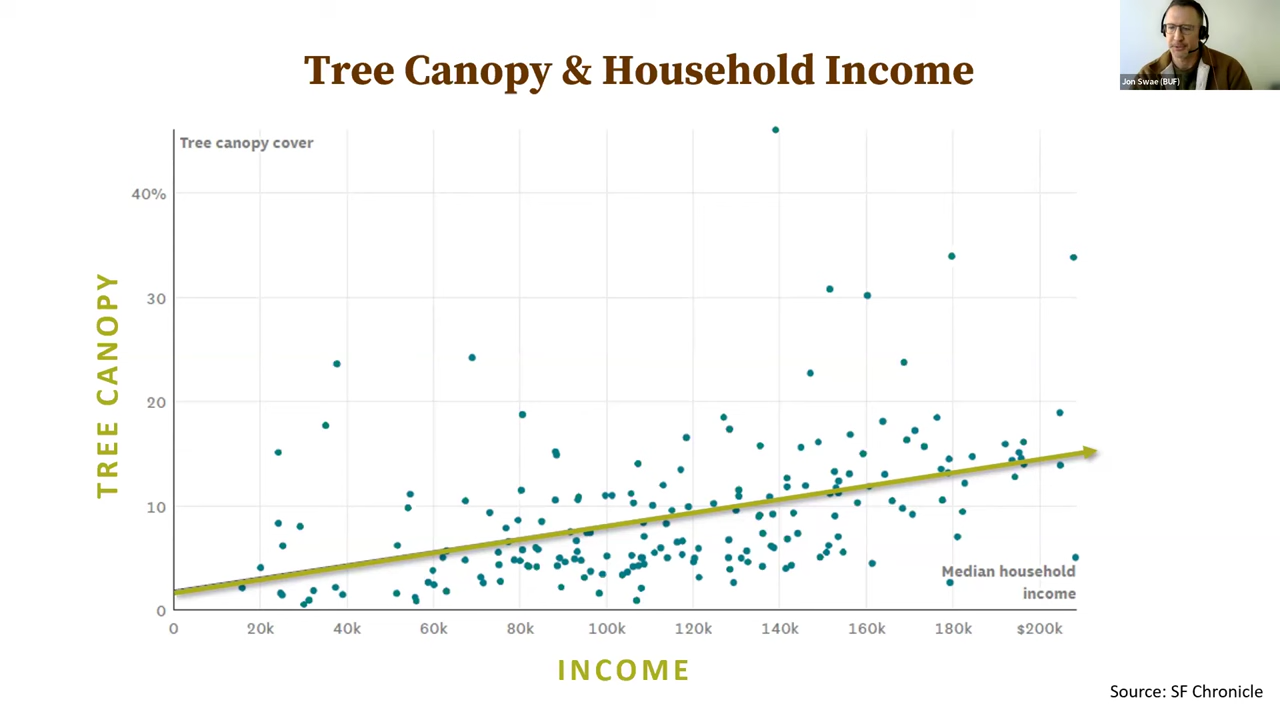 Tree Canopy & Household Income
Jon Swae (BUF)
Tree canopy cover
40%
30
20
10
0
TREE CANOPY
Median household
income
0 20k 40k 60k 80k 100k 120k 140k 160k 180k $200k
INCOME
Source: SF Chronicle